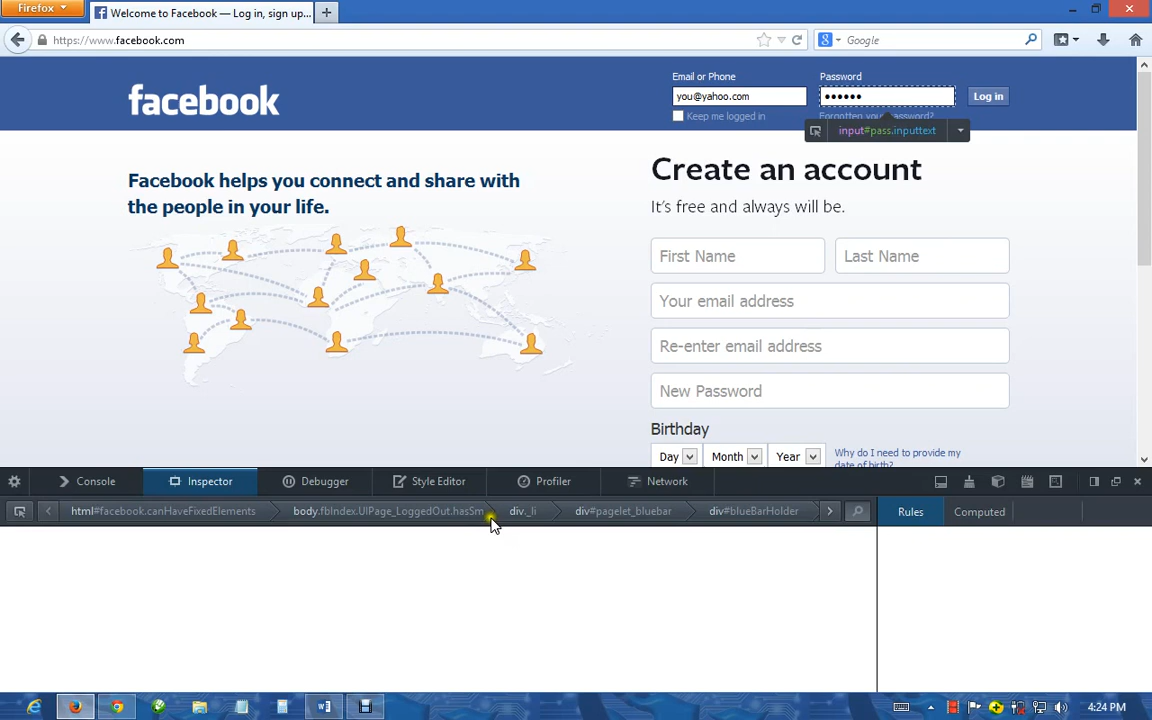 Firefox
Welcome to Facebook — Log in, sign up...
https://www.facebook.com
Google
facebook
Email or Phone
Password
you@yahoo.com
••••••
Log in
Keep me logged in
Forgotten your password?
input#pass.inputtext
Facebook helps you connect and share with
the people in your life.
Create an account
It's free and always will be.
First Name
Last Name
Your email address
Re-enter email address
New Password
Birthday
Day
Month
Year
Why do I need to provide my
date of birth?
Console
Inspector
Debugger
Style Editor
Profiler
Network
html#facebook.canHaveFixedElements
body.fbIndex.UIPage_LoggedOut.hasSm
div._li
div#pagelet_bluebar
div#blueBarHolder
Rules
Computed
4:24 PM